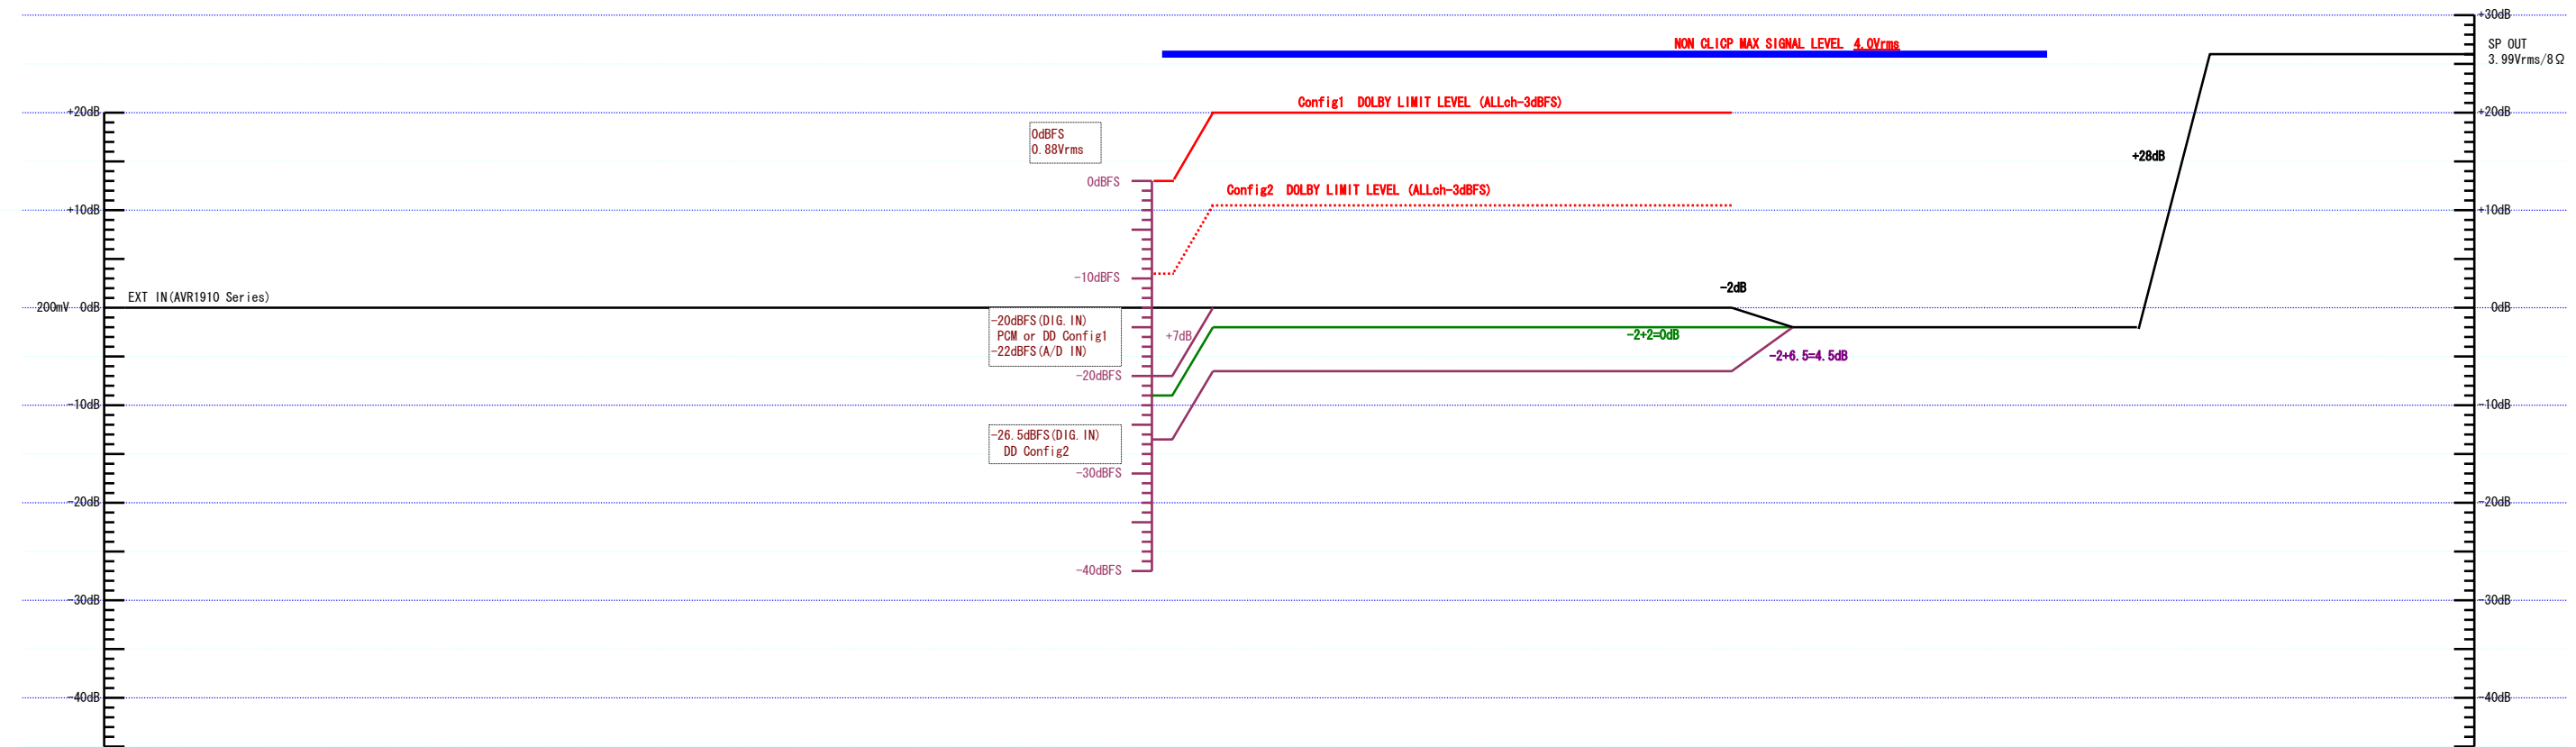 +30dB
NON CLICP MAX SIGNAL LEVEL 4.0Vrms
SP OUT
3.99Vrms/8Ω
+20dB
Config1 DOLBY LIMIT LEVEL (ALLch-3dBFS)
+20dB
0dBFS
0.88Vrms
+28dB
0dBFS
Config2 DOLBY LIMIT LEVEL (ALLch-3dBFS)
+10dB
+10dB
-10dBFS
-2dB
EXT IN(AVR1910 Series)
200mV 0dB
0dB
-20dBFS(DIG.IN)
PCM or DD Config1
-22dBFS(A/D IN)
+7dB
-2+2=0dB
-2+6.5=4.5dB
-20dBFS
-10dB
-10dB
-26.5dBFS(DIG.IN)
DD Config2
-30dBFS
-20dB
-20dB
-40dBFS
-30dB
-30dB
-40dB
-40dB